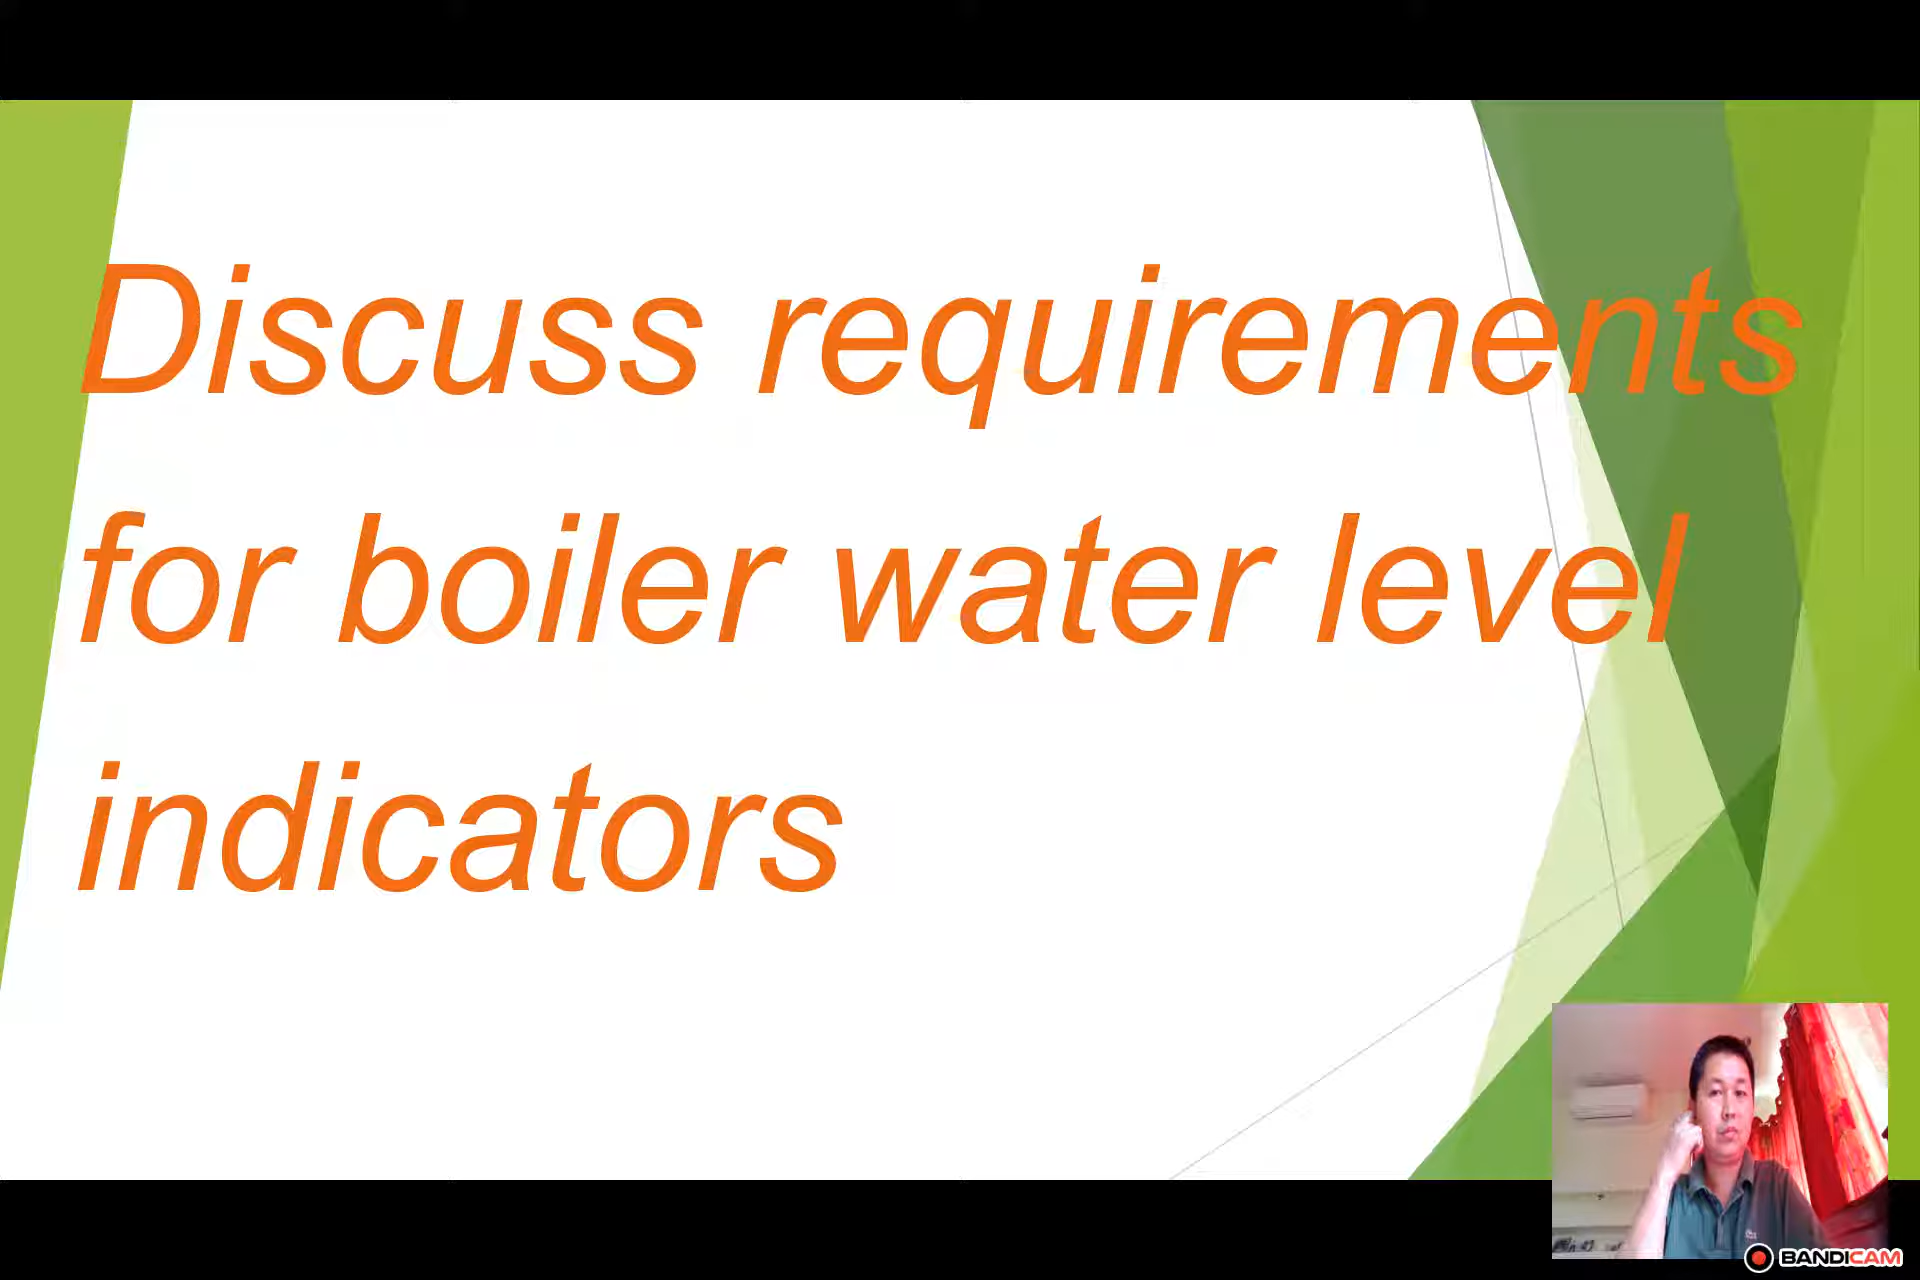 Discuss requirements
for boiler water level
indicators
BANDICAM